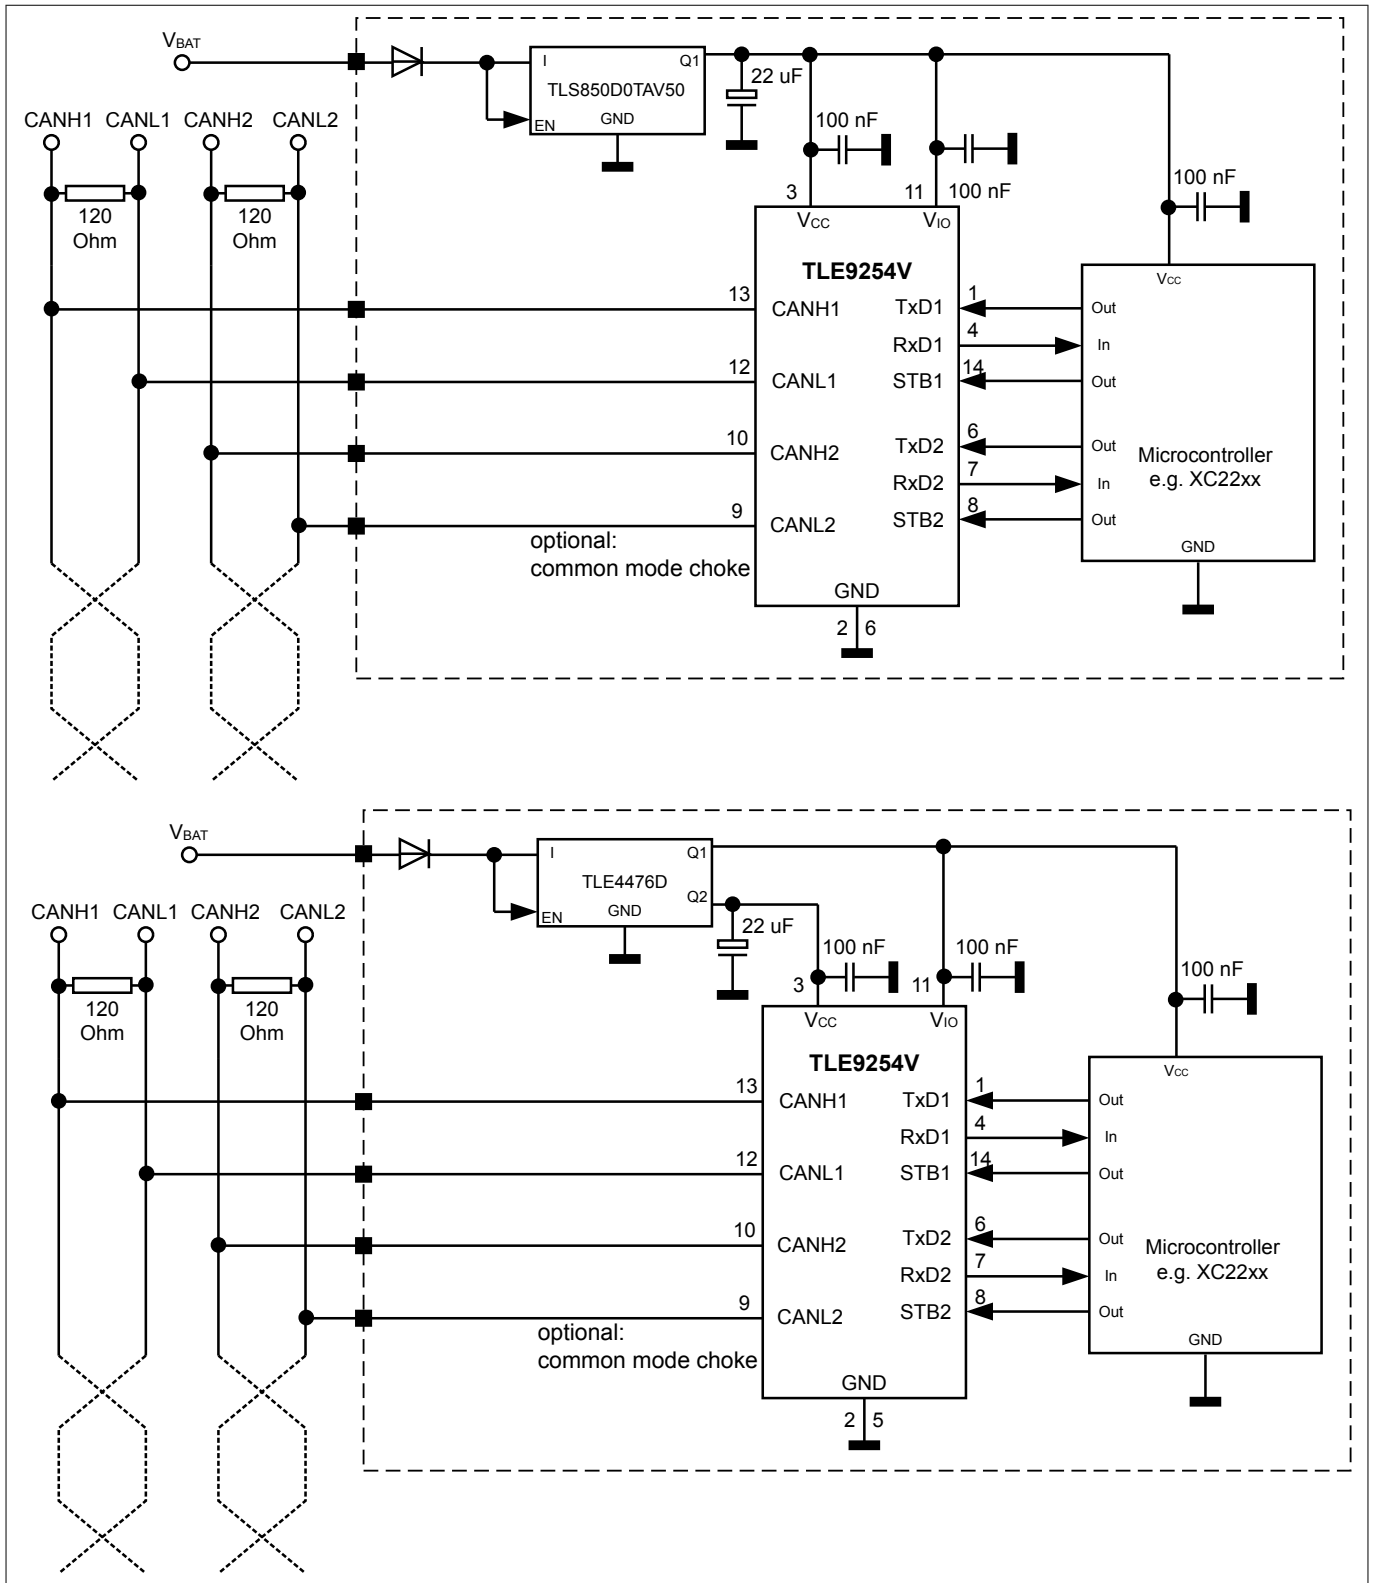 VBAT
CANH1 CANL1 CANH2 CANL2
120
Ohm
120
Ohm
I
Q1
TLS850D0TAV50
EN
GND
22 uF
100 nF
100 nF
100 nF
3
11
VCC
VIO
TLE9254V
13
CANH1
12
CANL1
10
CANH2
9
CANL2
TxD1
1
RxD1
4
STB1
14
TxD2
6
RxD2
7
STB2
8
GND
2 6
optional:
common mode choke
VCC
Out
In
Out
Out
In
Out
Microcontroller
e.g. XC22xx
GND
VBAT
CANH1 CANL1 CANH2 CANL2
120
Ohm
120
Ohm
I
Q1
TLE4476D
Q2
EN
GND
22 uF
100 nF
100 nF
100 nF
3
11
VCC
VIO
TLE9254V
13
CANH1
12
CANL1
10
CANH2
9
CANL2
TxD1
1
RxD1
4
STB1
14
TxD2
6
RxD2
7
STB2
8
GND
2 5
optional:
common mode choke
VCC
Out
In
Out
Out
In
Out
Microcontroller
e.g. XC22xx
GND